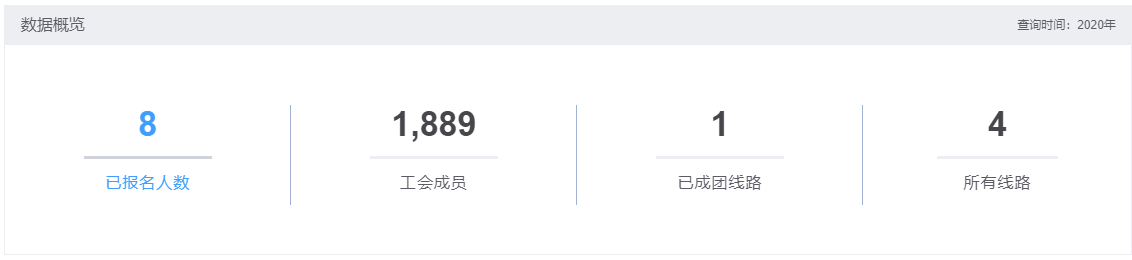 数据概览
查询时间：2020年
8
1,889
1
4
已报名人数
工会成员
已成团线路
所有线路